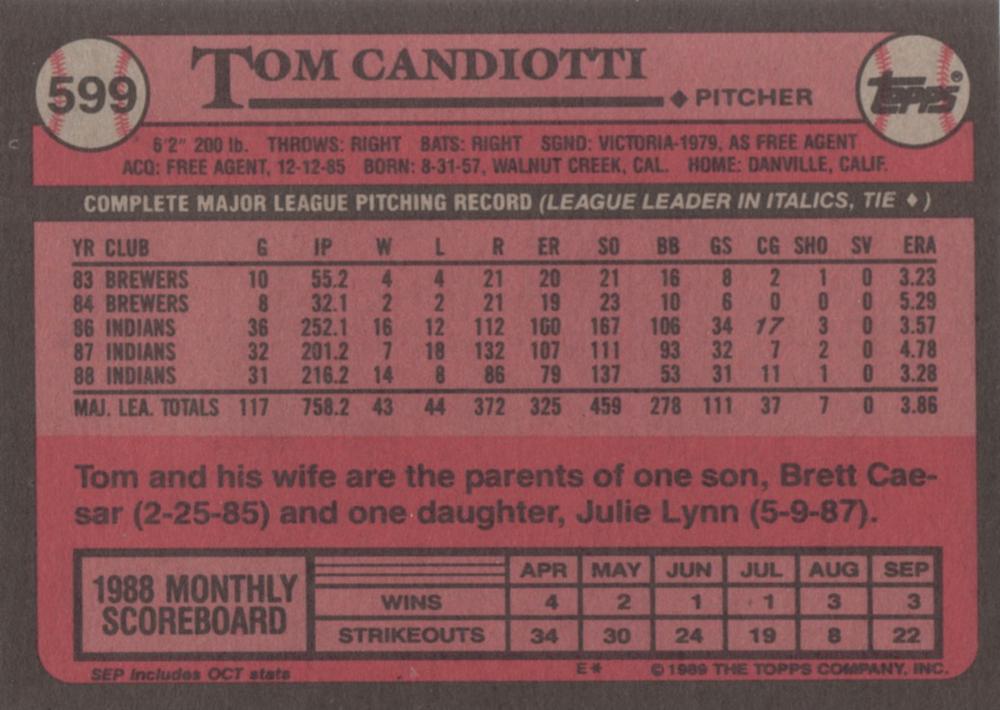 599 TOM CANDIOTTI TOPPS®
♦ PITCHER
6'2" 200 lb. THROWS: RIGHT BATS: RIGHT SGND: VICTORIA-1979, AS FREE AGENT
ACQ: FREE AGENT, 12-12-85 BORN: 8-31-57, WALNUT CREEK, CAL. HOME: DANVILLE, CALIF.
COMPLETE MAJOR LEAGUE PITCHING RECORD (LEAGUE LEADER IN ITALICS, TIE ♦)
YR CLUB G IP W L R ER SO BB GS CG SHO SV ERA
83 BREWERS 10 55.2 4 4 21 20 21 16 8 2 1 0 3.23
84 BREWERS 8 32.1 2 2 21 19 23 10 6 0 0 0 5.29
86 INDIANS 36 252.1 16 12 112 100 167 106 34 17 3 0 3.57
87 INDIANS 32 201.2 7 18 132 107 111 93 32 7 2 0 4.78
88 INDIANS 31 216.2 14 8 86 79 137 53 31 11 1 0 3.28
MAJ. LEA. TOTALS 117 758.2 43 44 372 325 459 278 111 37 7 0 3.86
Tom and his wife are the parents of one son, Brett Cae-
sar (2-25-85) and one daughter, Julie Lynn (5-9-87).
1988 MONTHLY
SCOREBOARD
APR MAY JUN JUL AUG SEP
WINS 4 2 1 1 3 3
STRIKEOUTS 34 30 24 19 8 22
SEP Includes OCT stats E* © 1989 THE TOPPS COMPANY, INC.